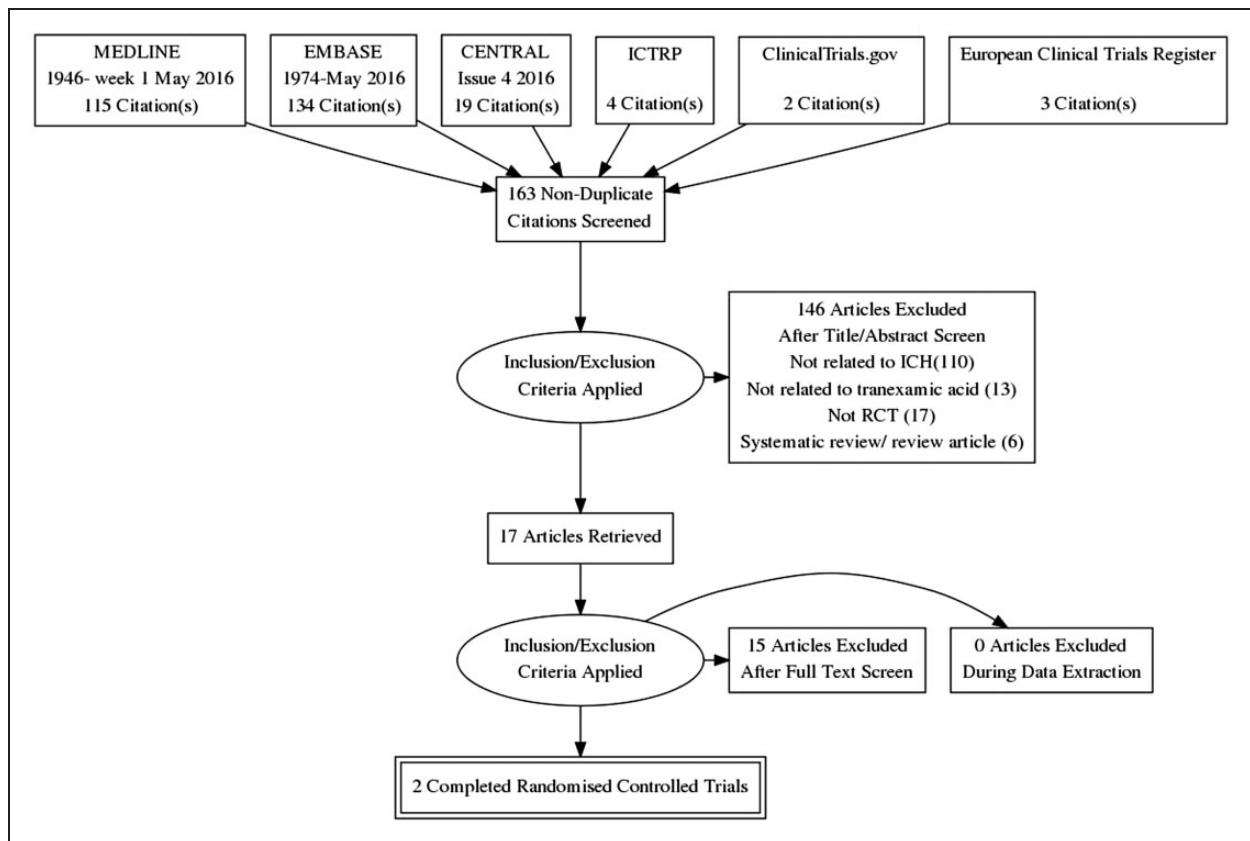 MEDLINE
1946- week 1 May 2016
115 Citation(s)
EMBASE
1974-May 2016
134 Citation(s)
CENTRAL
Issue 4 2016
19 Citation(s)
ICTRP
4 Citation(s)
ClinicalTrials.gov
2 Citation(s)
European Clinical Trials Register
3 Citation(s)
163 Non-Duplicate
Citations Screened
Inclusion/Exclusion
Criteria Applied
146 Articles Excluded
After Title/Abstract Screen
Not related to ICH(110)
Not related to tranexamic acid (13)
Not RCT (17)
Systematic review/ review article (6)
17 Articles Retrieved
Inclusion/Exclusion
Criteria Applied
15 Articles Excluded
After Full Text Screen
0 Articles Excluded
During Data Extraction
2 Completed Randomised Controlled Trials